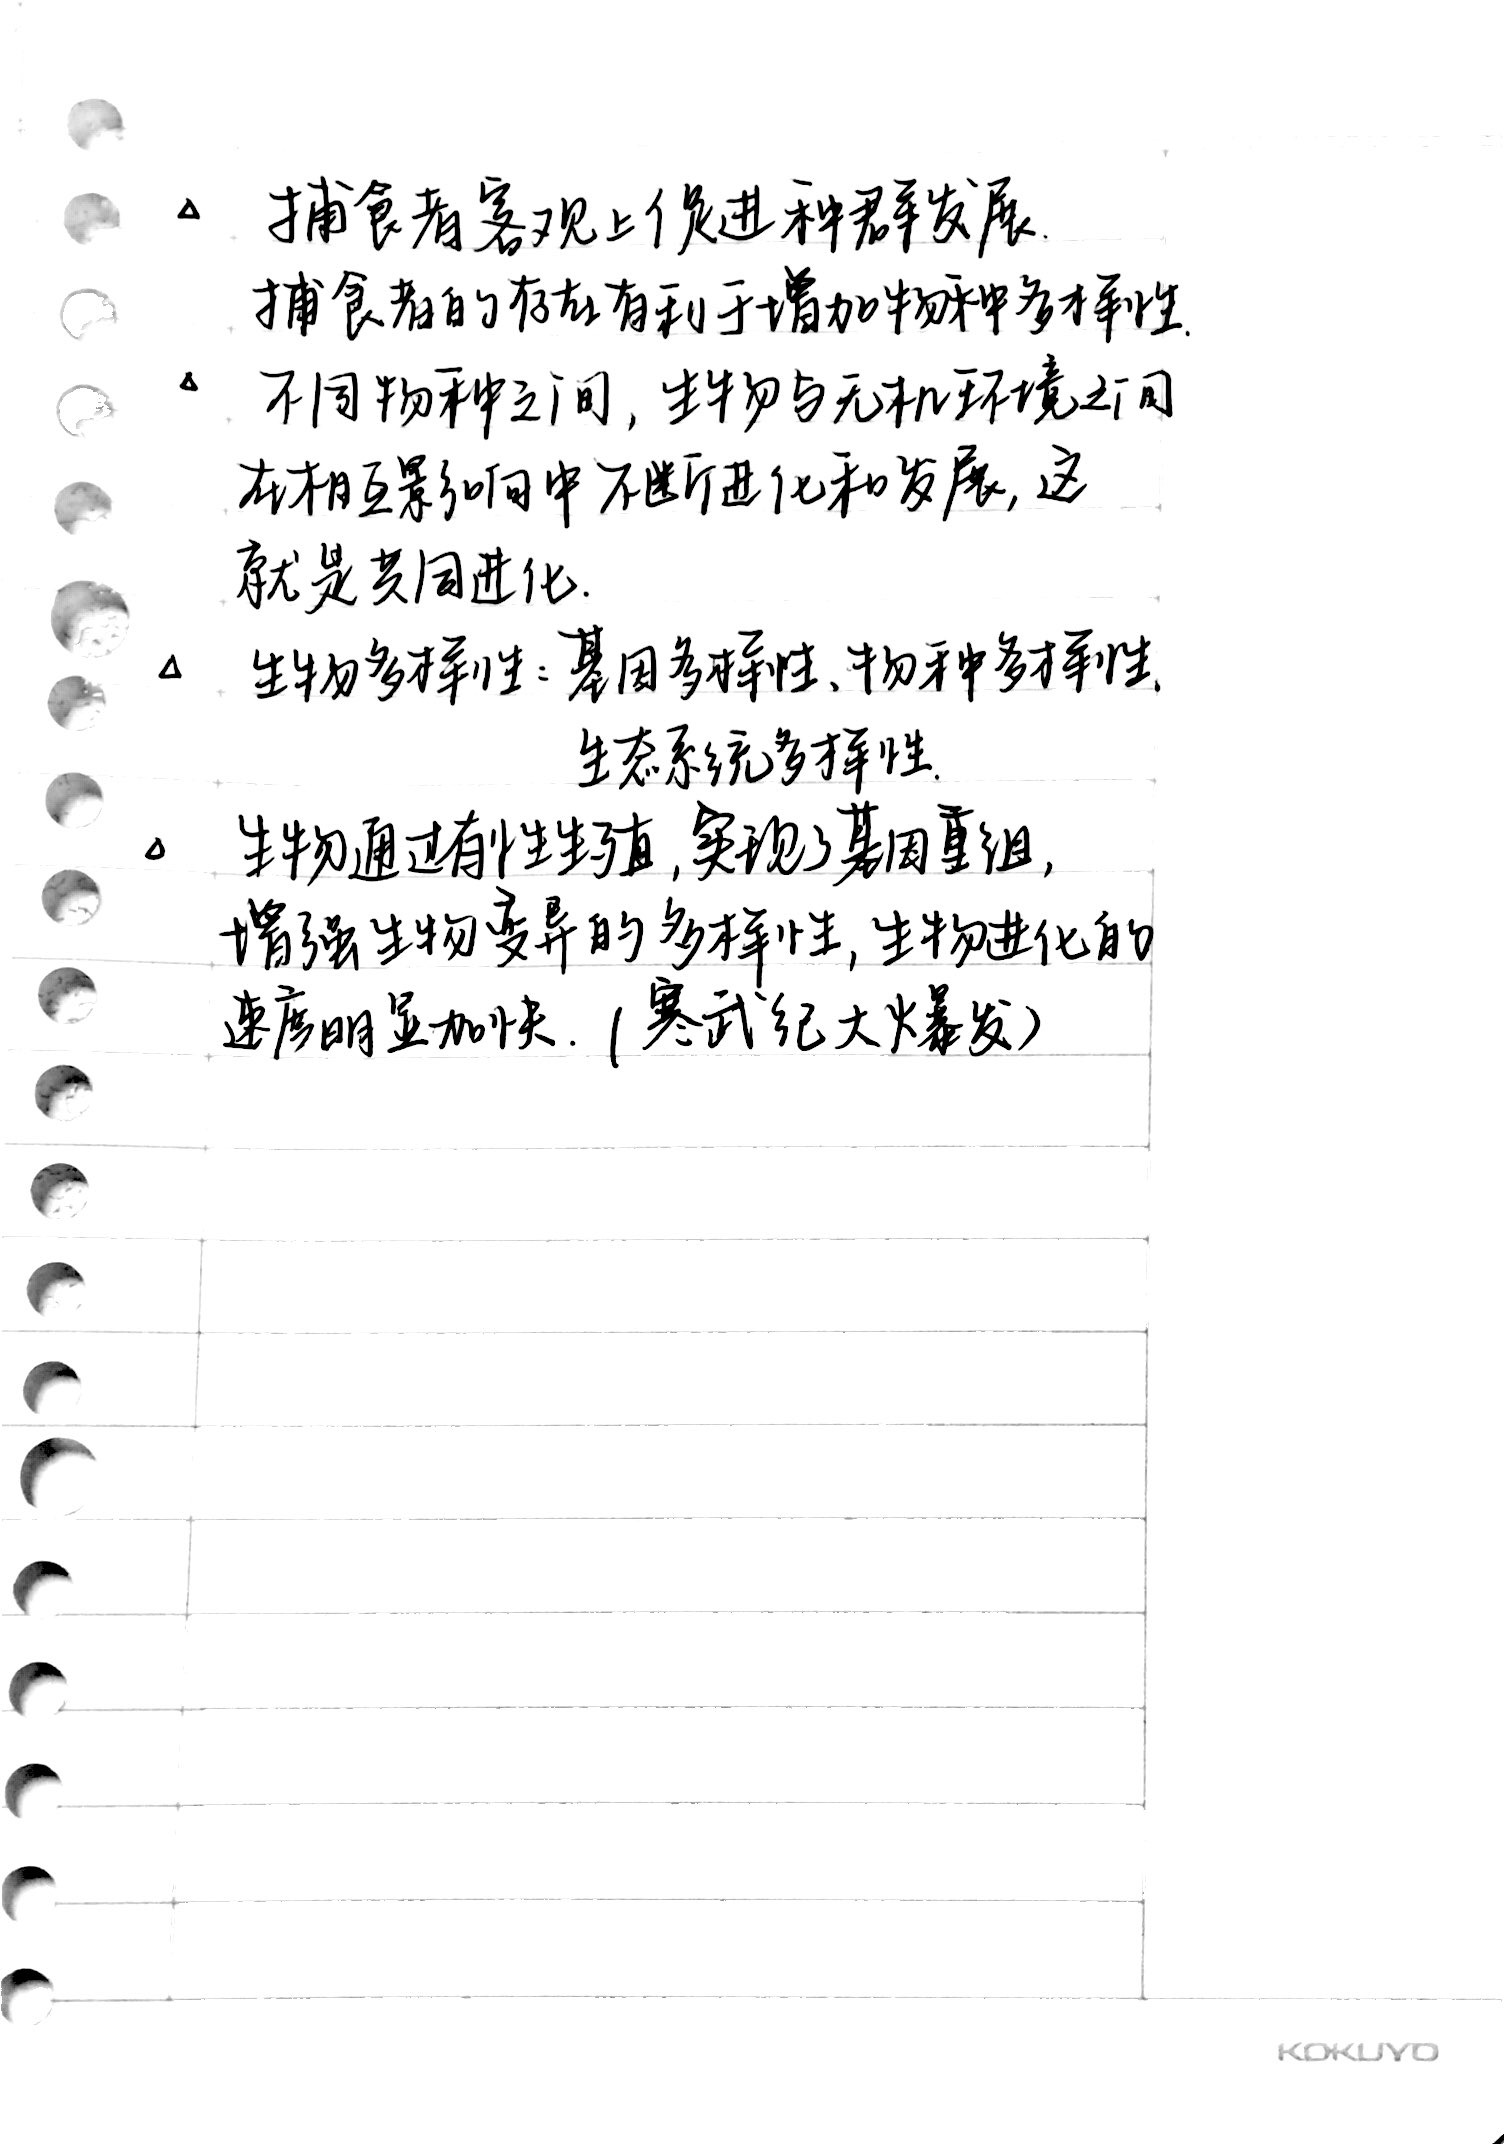 △ 捕食者客观上促进种群发展.
捕食者的存在有利于增加物种多样性.
△ 不同物种之间,生物与无机环境之间
在相互影响中不断进化和发展,这
就是共同进化.
△ 生物多样性:基因多样性、物种多样性、
生态系统多样性.
△ 生物通过有性生殖,实现了基因重组,
增强生物变异的多样性,生物进化的
速度明显加快.(寒武纪大爆发)
KOKUYO